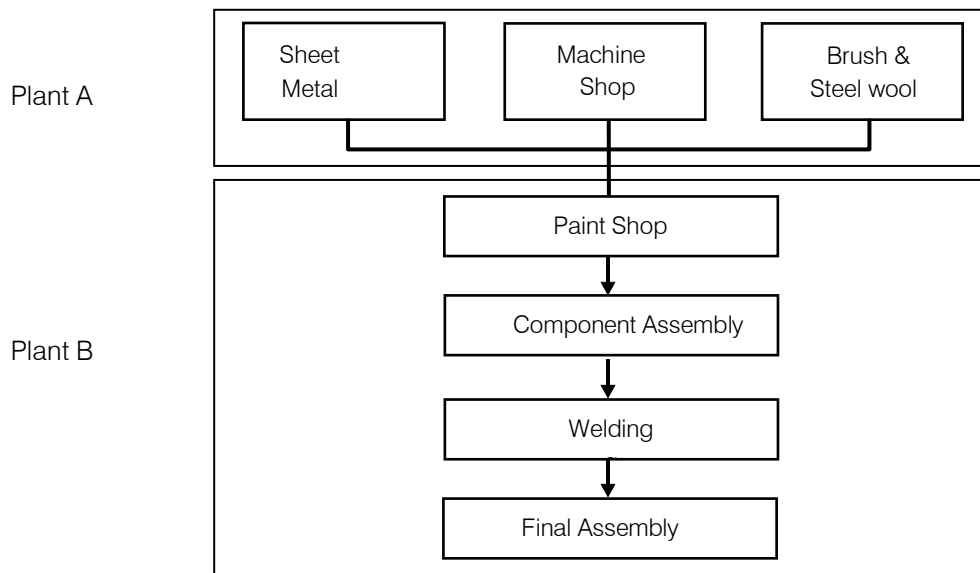 Plant A
Sheet
Metal
Machine
Shop
Brush &
Steel wool
Plant B
Paint Shop
Component Assembly
Welding
Final Assembly